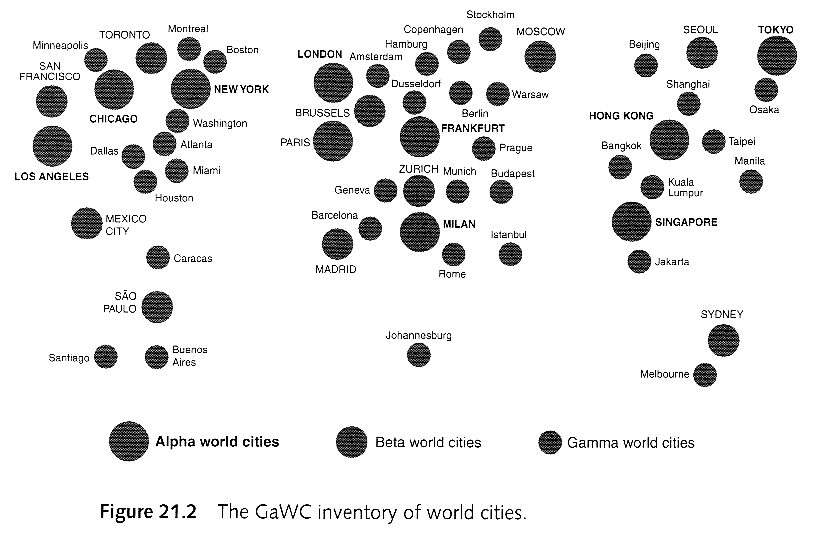 Stockholm
Montreal
Copenhagen
MOSCOW
SEOUL
TOKYO
TORONTO
Minneapolis
Boston
Hamburg
LONDON
Amsterdam
Beijing
SAN
FRANCISCO
NEW YORK
Dusseldorf
Warsaw
Shanghai
Osaka
CHICAGO
BRUSSELS
Berlin
HONG KONG
Washington
FRANKFURT
PARIS
Prague
Taipei
Dallas
Atlanta
Bangkok
LOS ANGELES
Miami
ZURICH
Munich
Budapest
Manila
Houston
Geneva
Kuala
Lumpur
MEXICO
CITY
Barcelona
MILAN
Istanbul
SINGAPORE
Caracas
MADRID
Rome
Jakarta
SÃO
PAULO
SYDNEY
Johannesburg
Santiago
Buenos
Aires
Melbourne
Alpha world cities
Beta world cities
Gamma world cities
Figure 21.2 The GaWC inventory of world cities.